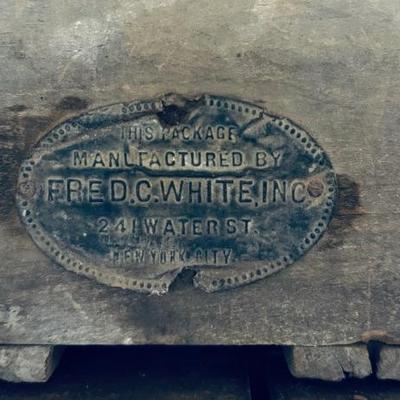 THIS PACKAGE
MANUFACTURED BY
FRED.C.WHITE,INC
241 WATER ST.
NEW YORK CITY